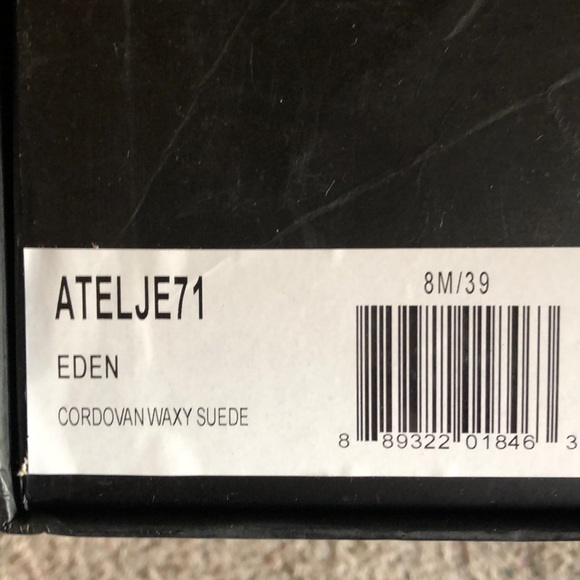 ATELJE71
EDEN
CORDOVAN WAXY SUEDE
8M/39
8 89322 01846 3